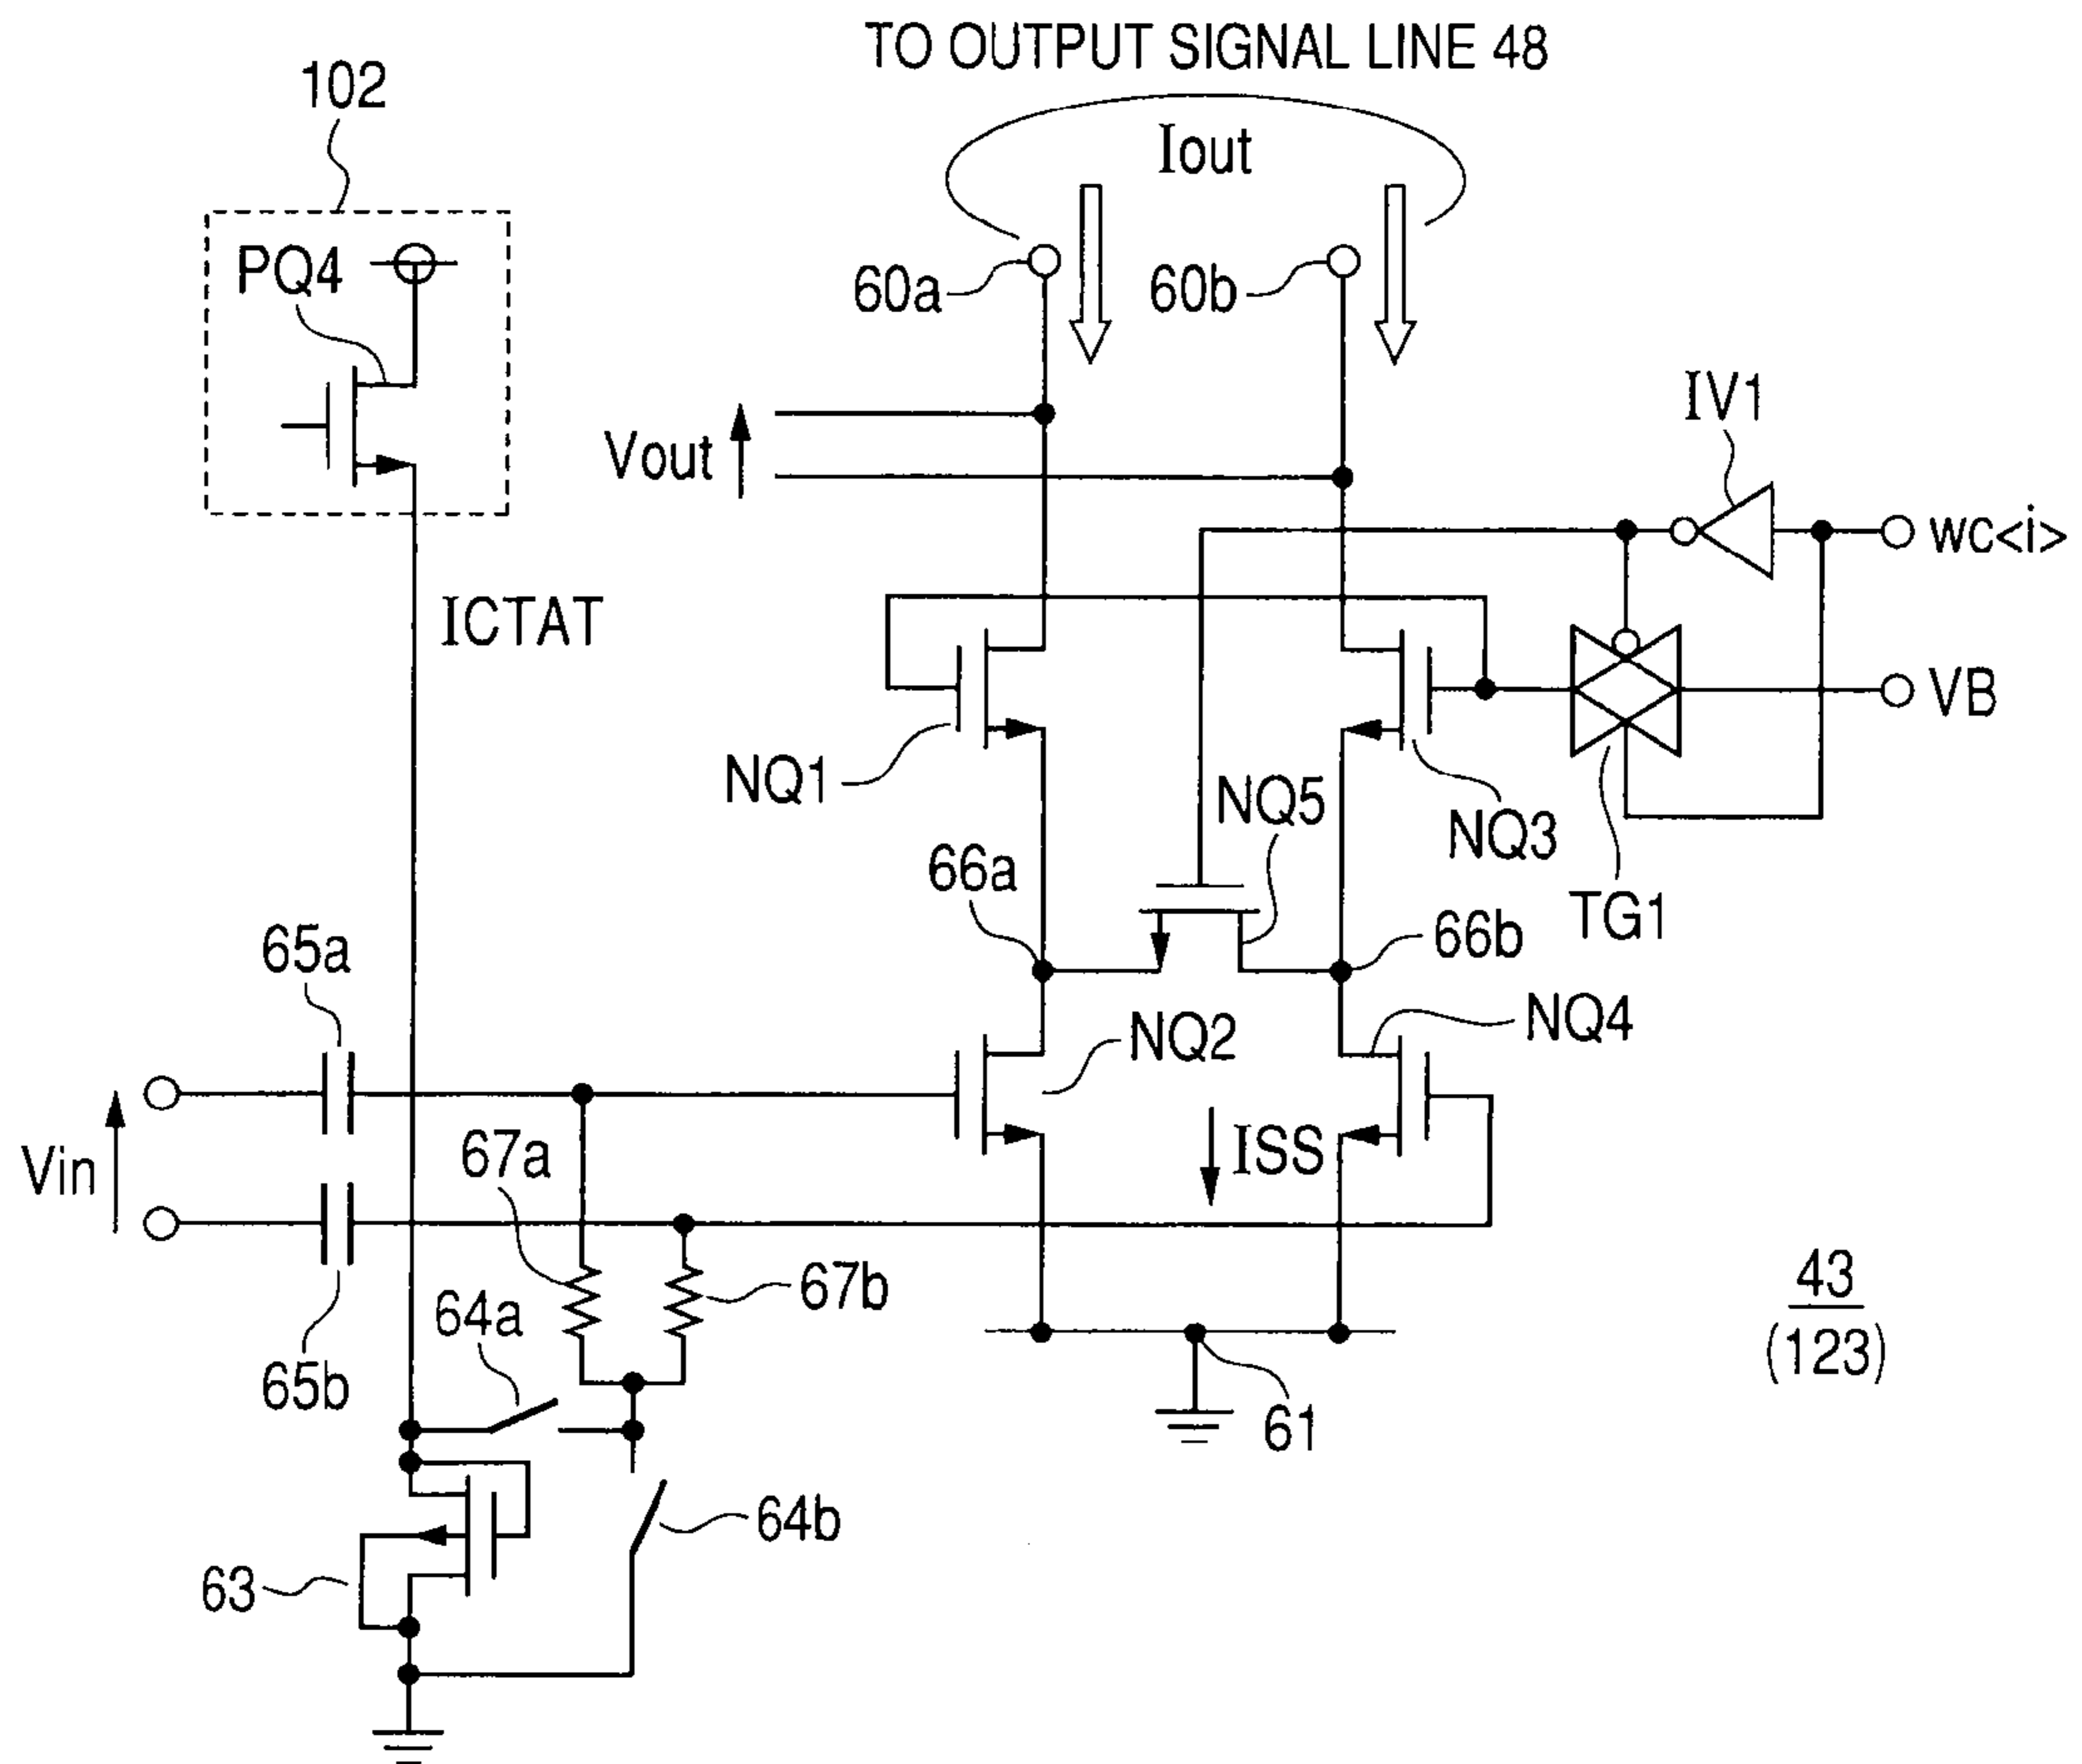 TO OUTPUT SIGNAL LINE 48
102
Iout
PQ4
60a
60b
IV1
Vout
WC<i>
ICTAT
VB
NQ1
NQ5
NQ3
66a
TG1
65a
66b
NQ2
NQ4
67a
ISS
Vin
43
(123)
67b
64a
65b
61
64b
63